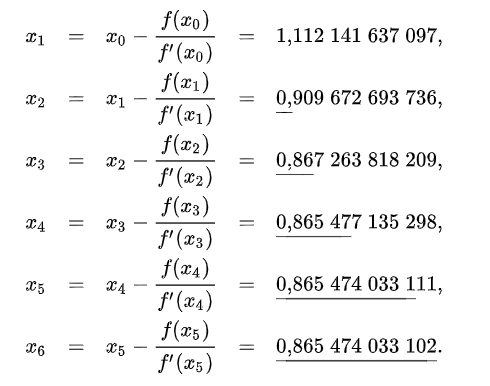 x₁ = x₀ − f(x₀)/f′(x₀) = 1,112 141 637 097,
x₂ = x₁ − f(x₁)/f′(x₁) = 0,909 672 693 736,
x₃ = x₂ − f(x₂)/f′(x₂) = 0,867 263 818 209,
x₄ = x₃ − f(x₃)/f′(x₃) = 0,865 477 135 298,
x₅ = x₄ − f(x₄)/f′(x₄) = 0,865 474 033 111,
x₆ = x₅ − f(x₅)/f′(x₅) = 0,865 474 033 102.